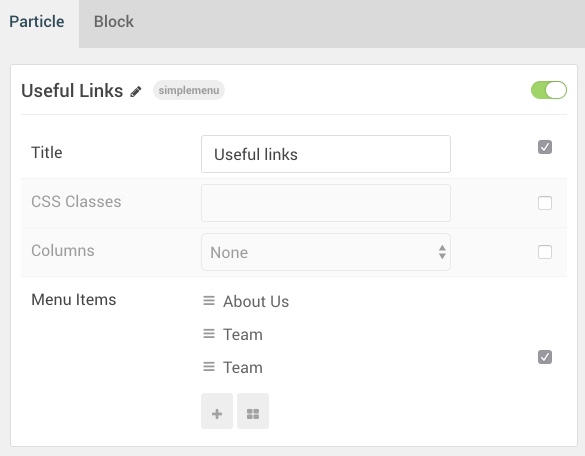 Particle Block
Useful Links simplemenu
Title Useful links
CSS Classes
Columns None
Menu Items About Us
Team
Team